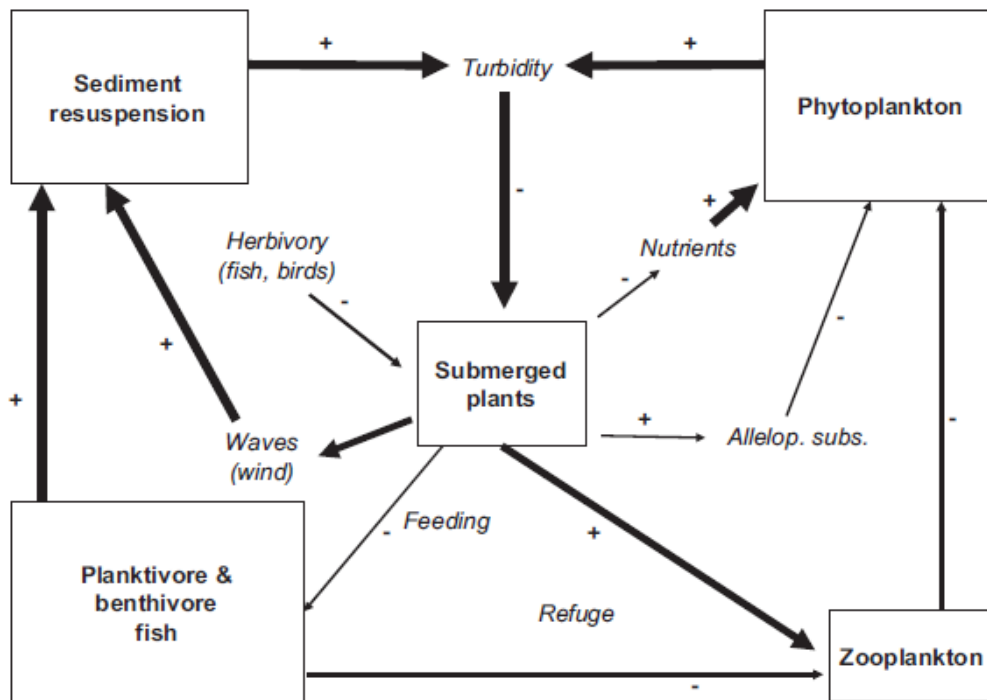 +
+
Sediment
resuspension
Turbidity
Phytoplankton
-
+
Herbivory
(fish, birds)
Nutrients
-
-
Submerged
plants
-
+
+
+
-
Waves
(wind)
Allelop. subs.
Feeding
-
+
Planktivore &
benthivore
fish
Refuge
Zooplankton
-